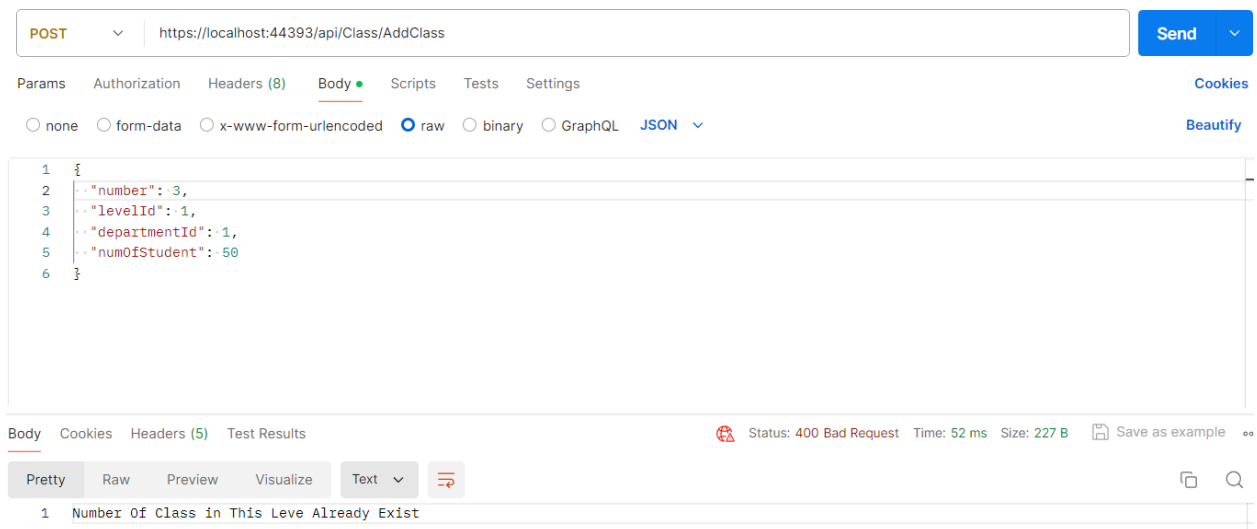 POST https://localhost:44393/api/Class/AddClass Send
Params Authorization Headers (8) Body Scripts Tests Settings Cookies
none form-data x-www-form-urlencoded raw binary GraphQL JSON Beautify
1 {
2 "number": 3,
3 "levelId": 1,
4 "departmentId": 1,
5 "numOfStudent": 50
6 }
Body Cookies Headers (5) Test Results Status: 400 Bad Request Time: 52 ms Size: 227 B Save as example
Pretty Raw Preview Visualize Text
1 Number Of Class in This Leve Already Exist